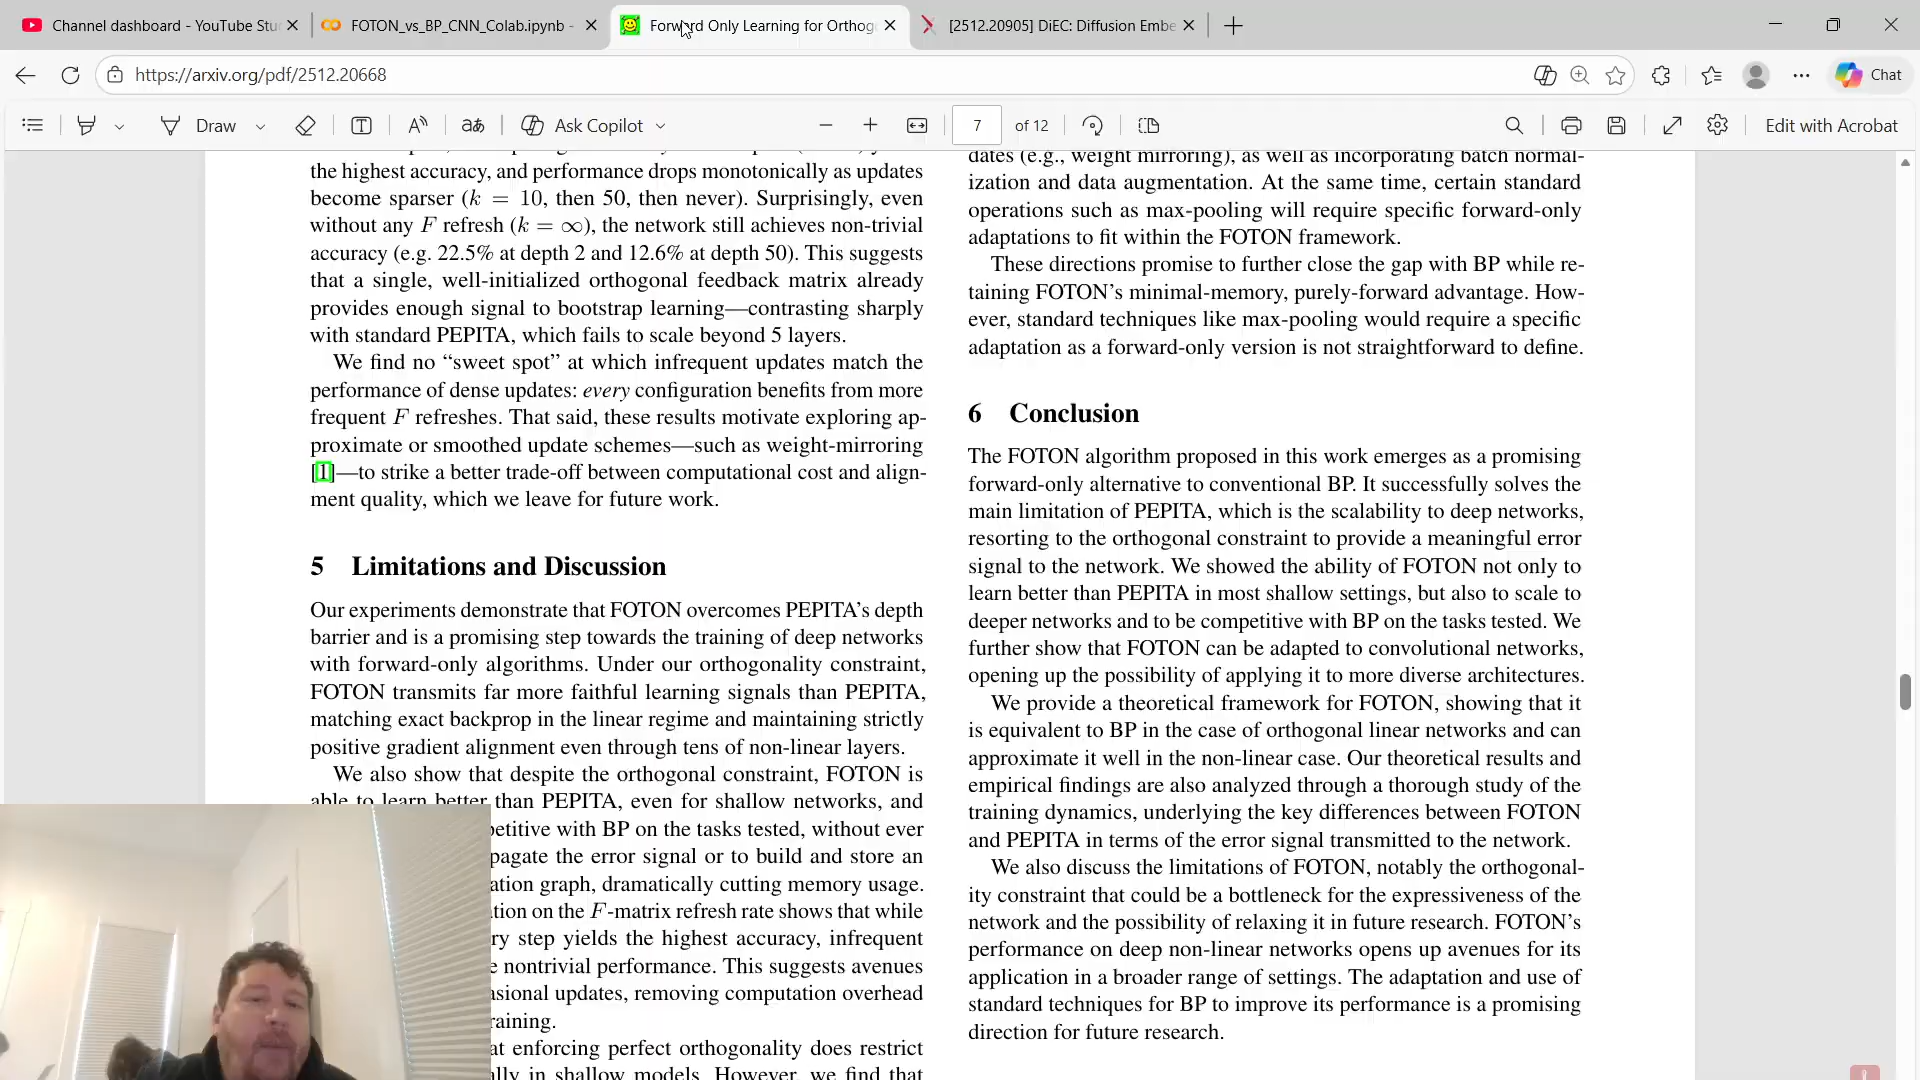 Channel dashboard - YouTube Stu
FOTON_vs_BP_CNN_Colab.ipynb -
Forward Only Learning for Orthog
[2512.20905] DiEC: Diffusion Embe
https://arxiv.org/pdf/2512.20668
Chat
Draw
Ask Copilot
7
of 12
Edit with Acrobat
the highest accuracy, and performance drops monotonically as updates
become sparser (k = 10, then 50, then never). Surprisingly, even
without any F refresh (k = ∞), the network still achieves non-trivial
accuracy (e.g. 22.5% at depth 2 and 12.6% at depth 50). This suggests
that a single, well-initialized orthogonal feedback matrix already
provides enough signal to bootstrap learning—contrasting sharply
with standard PEPITA, which fails to scale beyond 5 layers.
We find no “sweet spot” at which infrequent updates match the
performance of dense updates: every configuration benefits from more
frequent F refreshes. That said, these results motivate exploring ap-
proximate or smoothed update schemes—such as weight-mirroring
[1]—to strike a better trade-off between computational cost and align-
ment quality, which we leave for future work.
5 Limitations and Discussion
Our experiments demonstrate that FOTON overcomes PEPITA’s depth
barrier and is a promising step towards the training of deep networks
with forward-only algorithms. Under our orthogonality constraint,
FOTON transmits far more faithful learning signals than PEPITA,
matching exact backprop in the linear regime and maintaining strictly
positive gradient alignment even through tens of non-linear layers.
We also show that despite the orthogonal constraint, FOTON is
able to learn better than PEPITA, even for shallow networks, and
petitive with BP on the tasks tested, without ever
pagate the error signal or to build and store an
ation graph, dramatically cutting memory usage.
tion on the F-matrix refresh rate shows that while
ry step yields the highest accuracy, infrequent
e nontrivial performance. This suggests avenues
asional updates, removing computation overhead
raining.
at enforcing perfect orthogonality does restrict
ally in shallow models. However, we find that
dates (e.g., weight mirroring), as well as incorporating batch normal-
ization and data augmentation. At the same time, certain standard
operations such as max-pooling will require specific forward-only
adaptations to fit within the FOTON framework.
These directions promise to further close the gap with BP while re-
taining FOTON’s minimal-memory, purely-forward advantage. How-
ever, standard techniques like max-pooling would require a specific
adaptation as a forward-only version is not straightforward to define.
6 Conclusion
The FOTON algorithm proposed in this work emerges as a promising
forward-only alternative to conventional BP. It successfully solves the
main limitation of PEPITA, which is the scalability to deep networks,
resorting to the orthogonal constraint to provide a meaningful error
signal to the network. We showed the ability of FOTON not only to
learn better than PEPITA in most shallow settings, but also to scale to
deeper networks and to be competitive with BP on the tasks tested. We
further show that FOTON can be adapted to convolutional networks,
opening up the possibility of applying it to more diverse architectures.
We provide a theoretical framework for FOTON, showing that it
is equivalent to BP in the case of orthogonal linear networks and can
approximate it well in the non-linear case. Our theoretical results and
empirical findings are also analyzed through a thorough study of the
training dynamics, underlying the key differences between FOTON
and PEPITA in terms of the error signal transmitted to the network.
We also discuss the limitations of FOTON, notably the orthogonal-
ity constraint that could be a bottleneck for the expressiveness of the
network and the possibility of relaxing it in future research. FOTON’s
performance on deep non-linear networks opens up avenues for its
application in a broader range of settings. The adaptation and use of
standard techniques for BP to improve its performance is a promising
direction for future research.